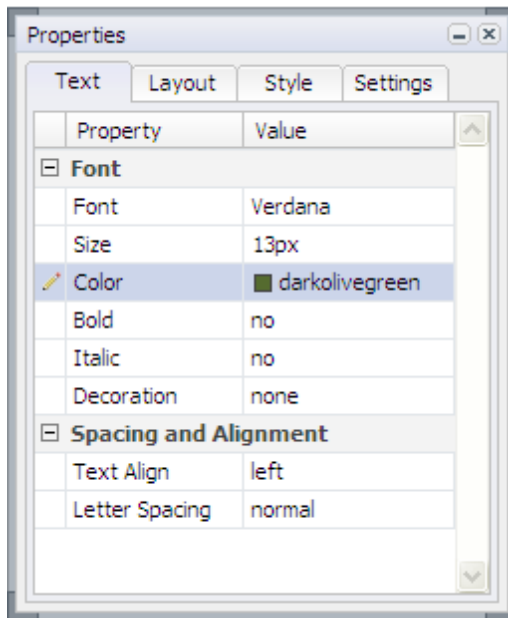 Properties
Text Layout Style Settings
Property Value
Font
Font Verdana
Size 13px
Color darkolivegreen
Bold no
Italic no
Decoration none
Spacing and Alignment
Text Align left
Letter Spacing normal